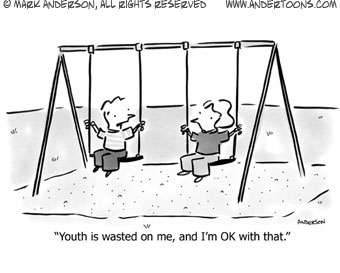 © MARK ANDERSON, ALL RIGHTS RESERVED WWW.ANDERTOONS.COM
ANDERSON
"Youth is wasted on me, and I'm OK with that."